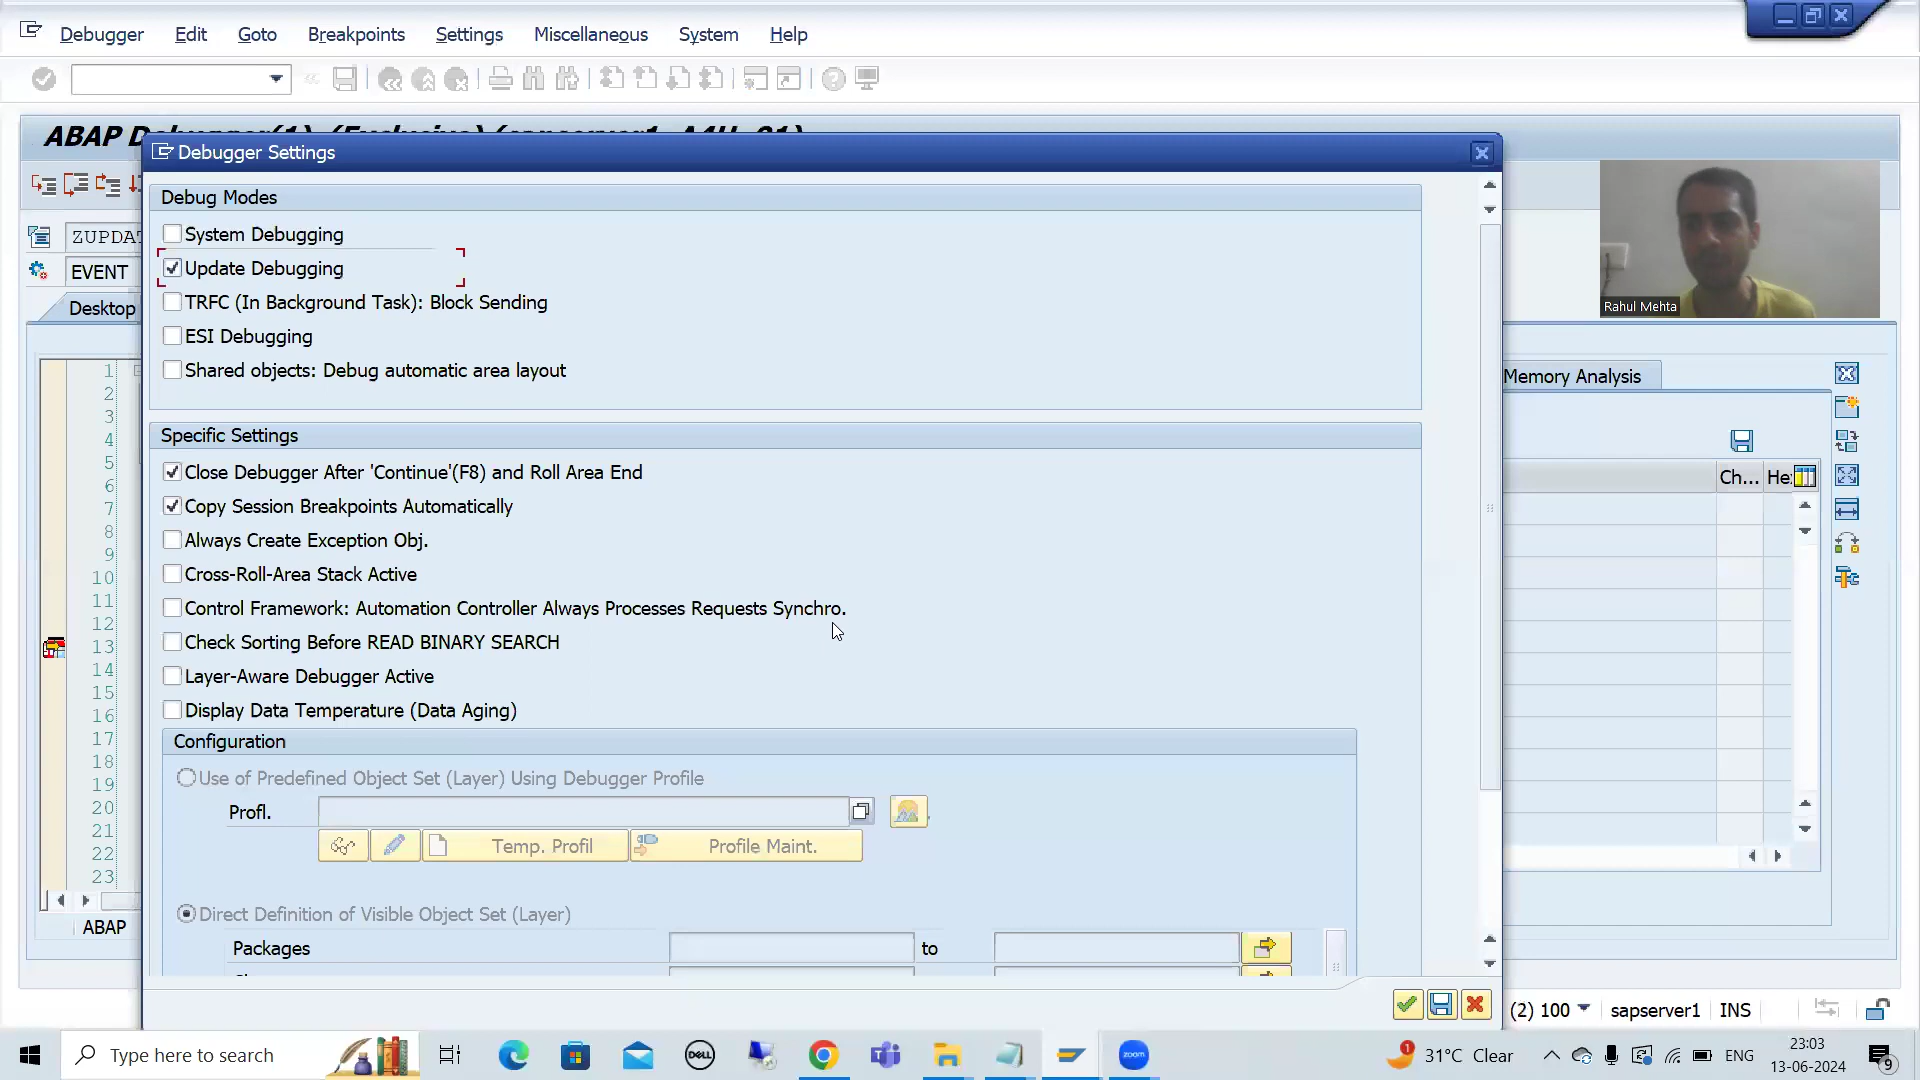 Debugger Edit Goto Breakpoints Settings Miscellaneous System Help
ABAP D
Debugger Settings
Debug Modes
System Debugging
ZUPDA
Update Debugging
EVENT
TRFC (In Background Task): Block Sending
Rahul Mehta
Desktop
ESI Debugging
Shared objects: Debug automatic area layout
Memory Analysis
1
2
3
4
5
6
7
8
9
10
11
12
13
14
15
16
17
18
19
20
21
22
23
Specific Settings
Close Debugger After 'Continue'(F8) and Roll Area End
Ch... He
Copy Session Breakpoints Automatically
Always Create Exception Obj.
Cross-Roll-Area Stack Active
Control Framework: Automation Controller Always Processes Requests Synchro.
Check Sorting Before READ BINARY SEARCH
Layer-Aware Debugger Active
Display Data Temperature (Data Aging)
Configuration
Use of Predefined Object Set (Layer) Using Debugger Profile
Profl.
Temp. Profil Profile Maint.
Direct Definition of Visible Object Set (Layer)
ABAP
Packages to
(2) 100 sapserver1 INS
Type here to search
DELL
zoom
1
31°C Clear
ENG
23:03
13-06-2024
9